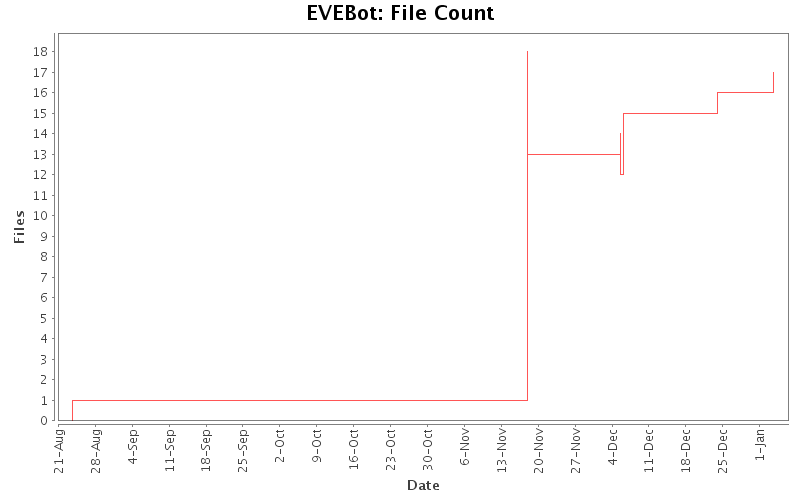 EVEBot: File Count
Files
18
17
16
15
14
13
12
11
10
9
8
7
6
5
4
3
2
1
0
21-Aug
28-Aug
4-Sep
11-Sep
18-Sep
25-Sep
2-Oct
9-Oct
16-Oct
23-Oct
30-Oct
6-Nov
13-Nov
20-Nov
27-Nov
4-Dec
11-Dec
18-Dec
25-Dec
1-Jan
Date